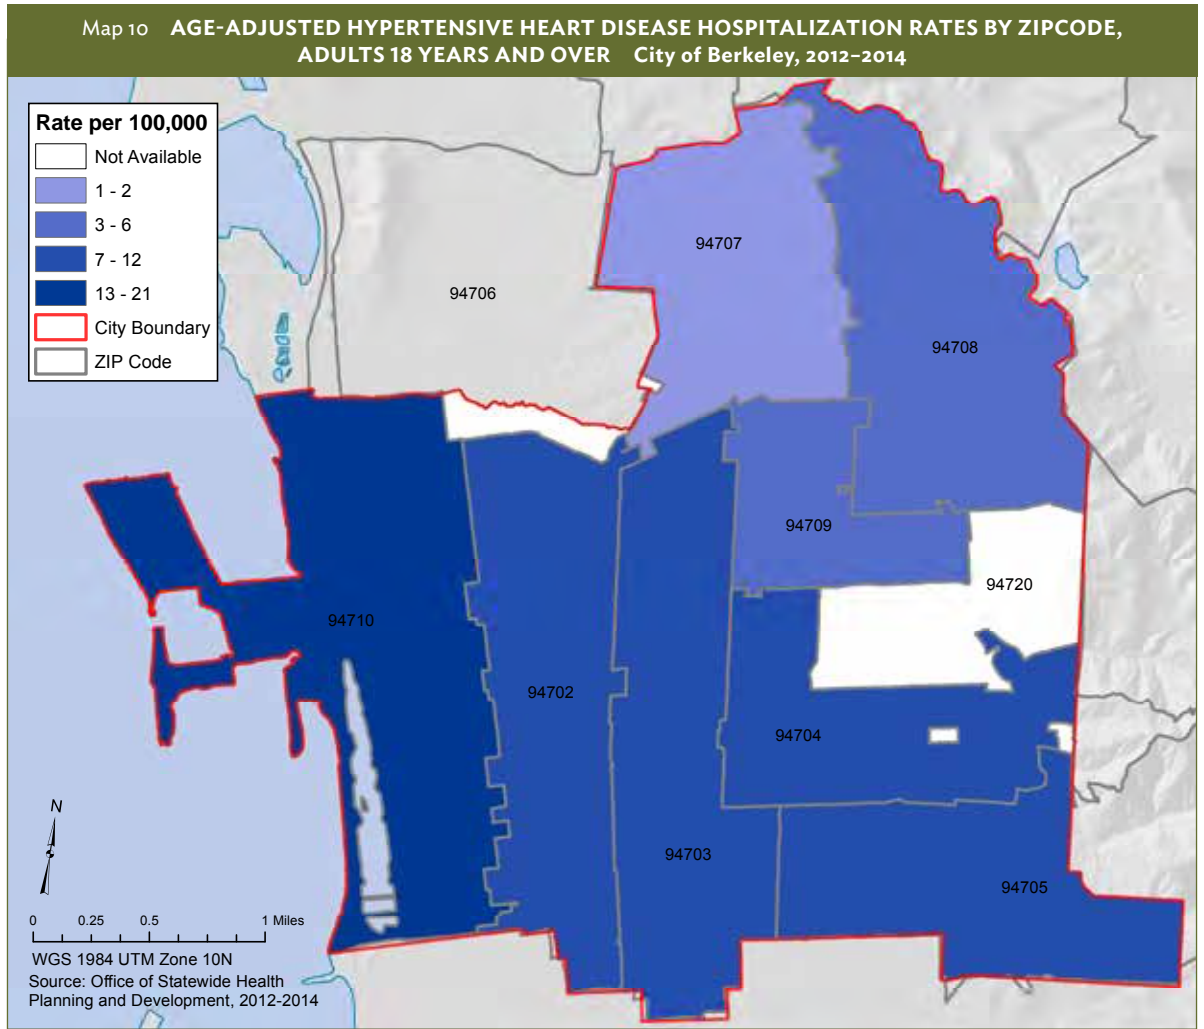 Map 10 AGE-ADJUSTED HYPERTENSIVE HEART DISEASE HOSPITALIZATION RATES BY ZIPCODE,
ADULTS 18 YEARS AND OVER City of Berkeley, 2012–2014
Rate per 100,000
Not Available
1 - 2
3 - 6
7 - 12
13 - 21
City Boundary
ZIP Code
94707
94706
94708
94709
94720
94710
94702
94704
94703
94705
N
0 0.25 0.5 1 Miles
WGS 1984 UTM Zone 10N
Source: Office of Statewide Health
Planning and Development, 2012-2014